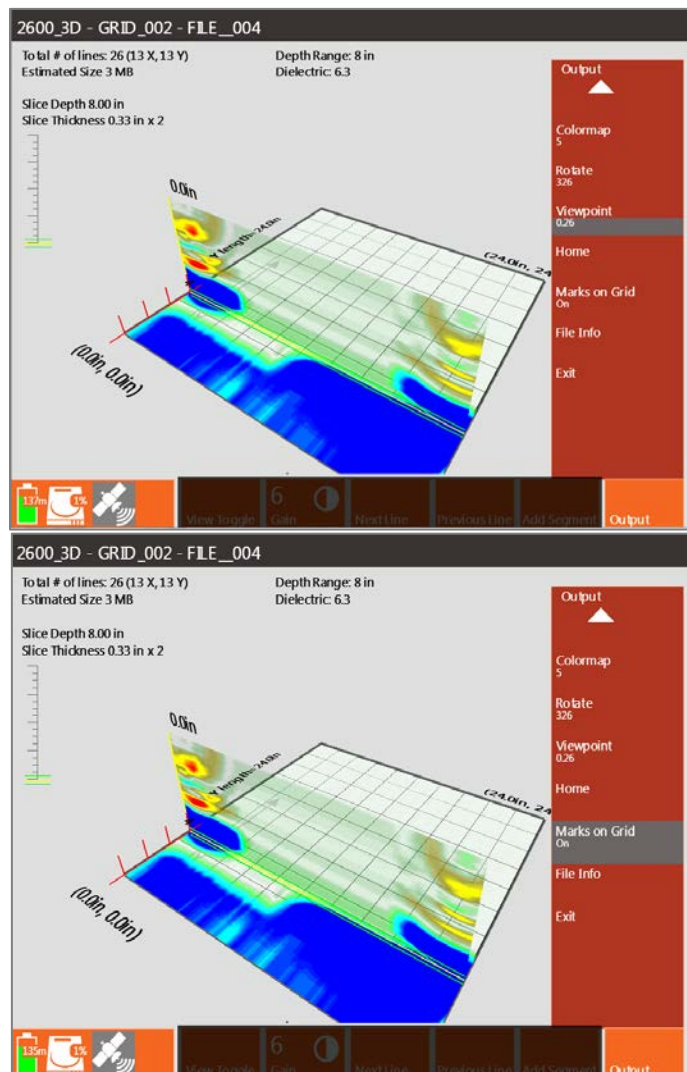 2600_3D - GRID_002 - FILE__004
Total # of lines: 26 (13 X, 13 Y)
Estimated Size 3 MB
Depth Range: 8 in
Dielectric: 6.3
Slice Depth 8.00 in
Slice Thickness 0.33 in x 2
0.0in
Y length=24.0in
(24.0in, 24
(0.0in, 0.0in)
Output
Colormap
5
Rotate
326
Viewpoint
0.26
Home
Marks on Grid
On
File Info
Exit
137m
1%
View Toggle
6
Gain
Next Line
Previous Line
Add Segment
Output
2600_3D - GRID_002 - FILE__004
Total # of lines: 26 (13 X, 13 Y)
Estimated Size 3 MB
Depth Range: 8 in
Dielectric: 6.3
Slice Depth 8.00 in
Slice Thickness 0.33 in x 2
0.0in
Y length=24.0in
(24.0in, 24
(0.0in, 0.0in)
Output
Colormap
5
Rotate
326
Viewpoint
0.26
Home
Marks on Grid
On
File Info
Exit
135m
1%
View Toggle
6
Gain
Next Line
Previous Line
Add Segment
Output